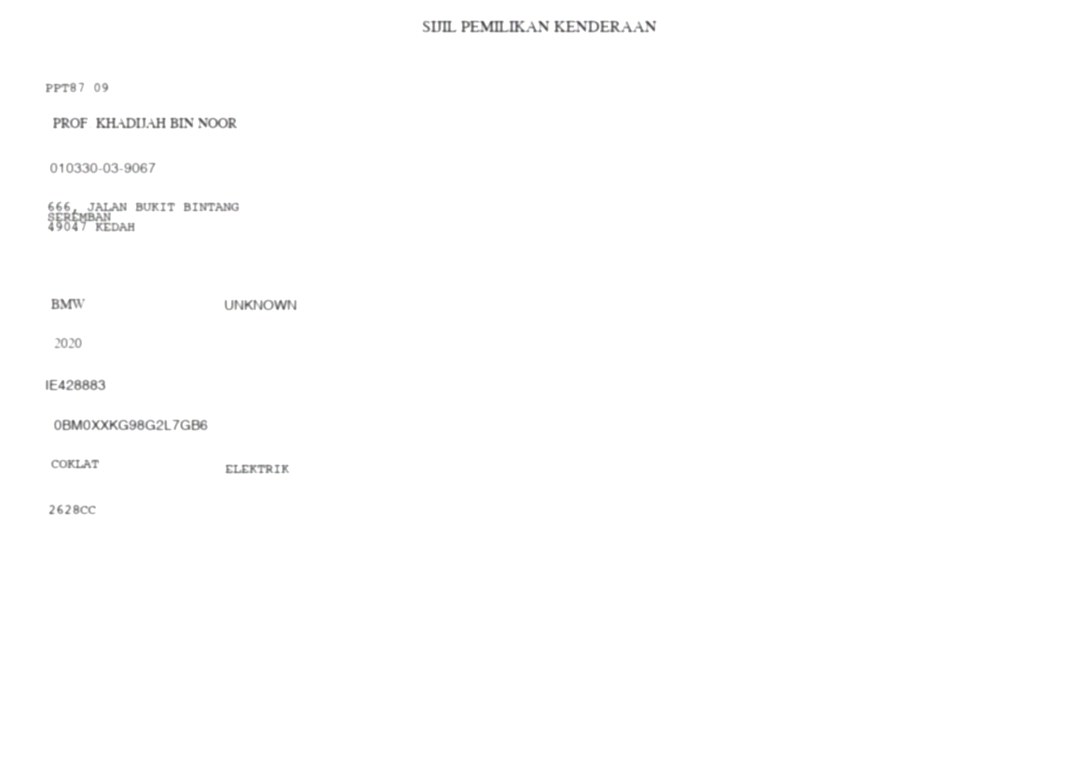 SIJIL PEMILIKAN KENDERAAN
PPT87 09
PROF KHADIJAH BIN NOOR
010330-03-9067
666, JALAN BUKIT BINTANG
SEREMBAN
49047 KEDAH
BMW UNKNOWN
2020
IE428883
0BM0XXKG98G2L7GB6
COKLAT ELEKTRIK
2628CC